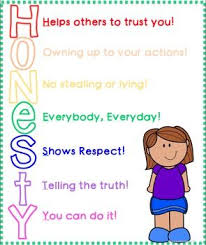 HONeSTY
Helps others to trust you!
Owning up to your actions!
No stealing or lying!
Everybody, Everyday!
Shows Respect!
Telling the truth!
You can do it!